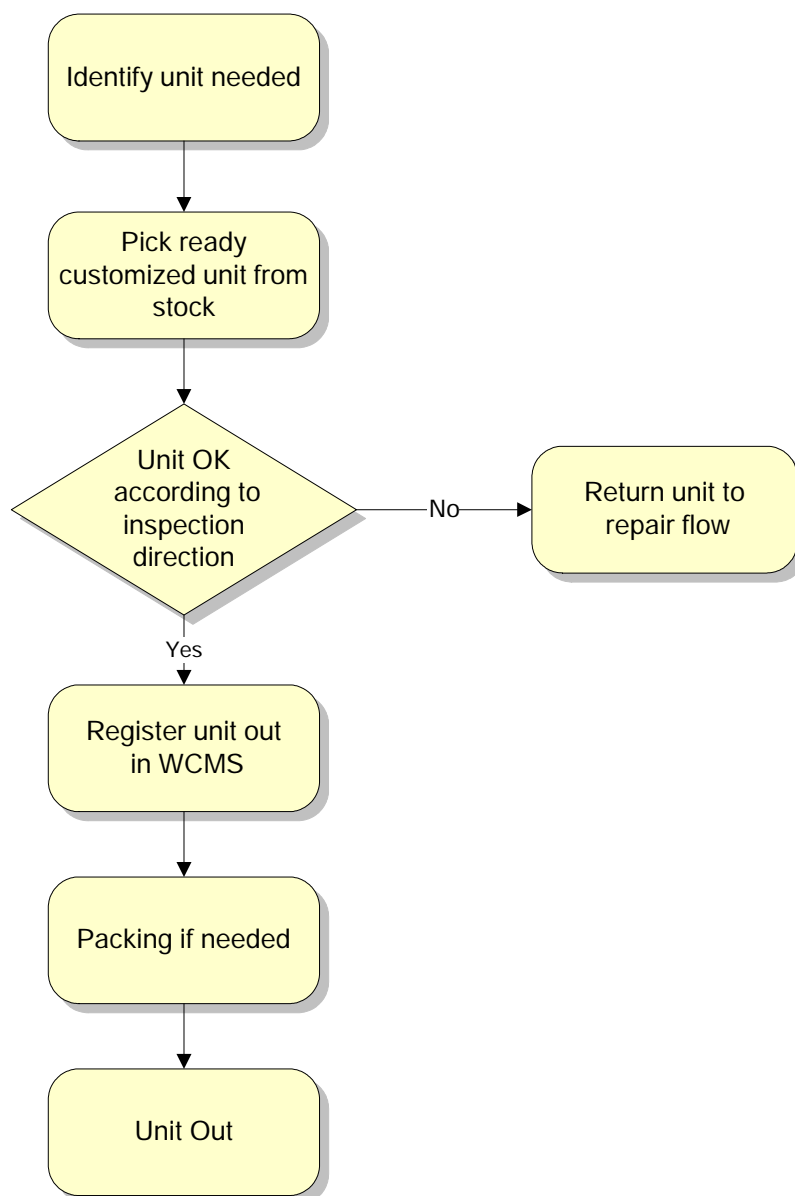 Identify unit needed
Pick ready
customized unit from
stock
Unit OK
according to
inspection
direction
No
Return unit to
repair flow
Yes
Register unit out
in WCMS
Packing if needed
Unit Out